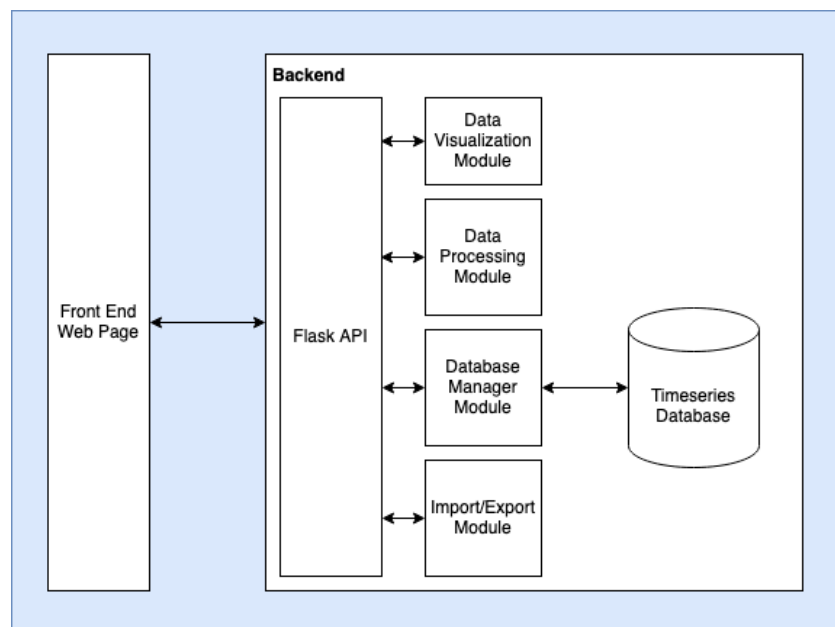 Backend
Front End
Web Page
Flask API
Data
Visualization
Module
Data
Processing
Module
Database
Manager
Module
Import/Export
Module
Timeseries
Database